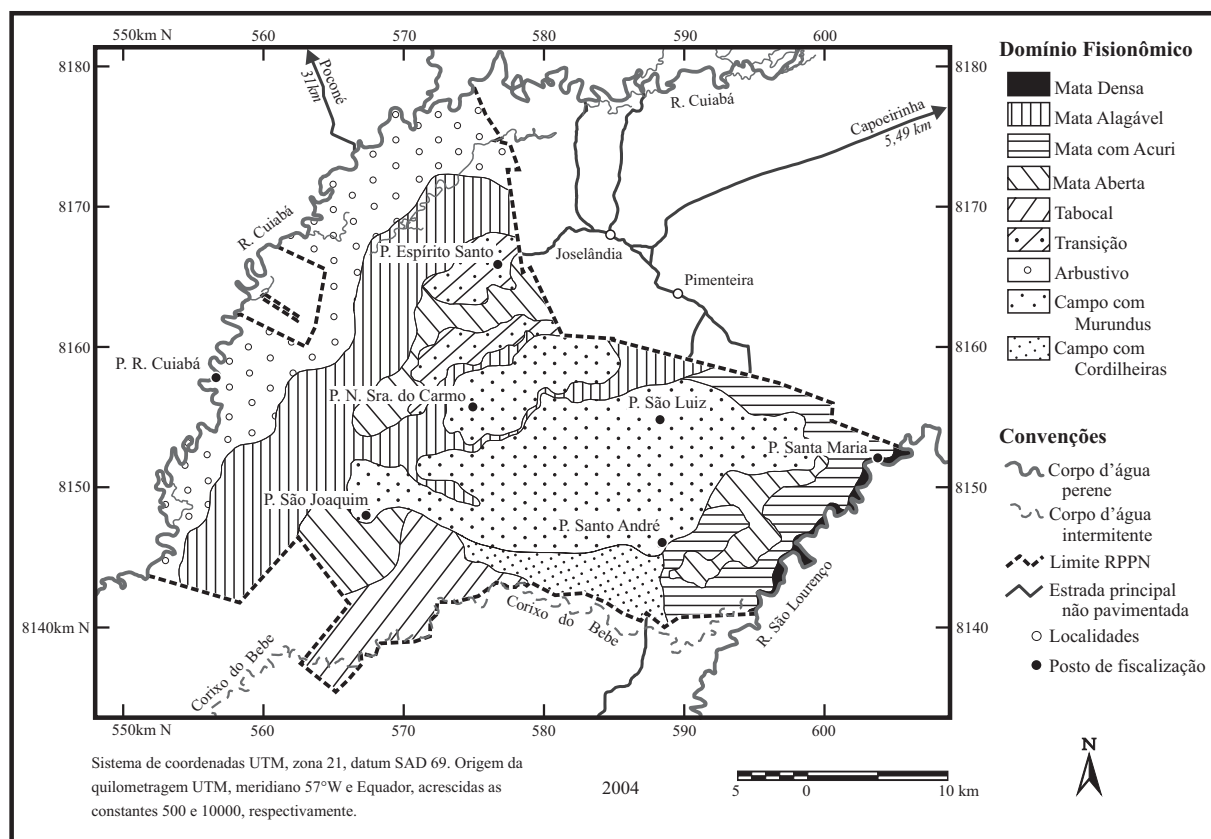 550km N 560 570 580 590 600
8180
8170
8160
8150
8140km N
8180
8170
8160
8150
8140
Poconé
31km
R. Cuiabá
Capoeirinha
5,49 km
R. Cuiabá
P. Espírito Santo
Joselândia
Pimenteira
P. R. Cuiabá
P. N. Sra. do Carmo
P. São Luiz
P. Santa Maria
P. São Joaquim
P. Santo André
Corixo do Bebe
R. São Lourenço
Corixo do Bebe
550km N 560 570 580 590 600
Domínio Fisionômico
Mata Densa
Mata Alagável
Mata com Acuri
Mata Aberta
Tabocal
Transição
Arbustivo
Campo com
Murundus
Campo com
Cordilheiras
Convenções
Corpo d’água
perene
Corpo d’água
intermitente
Limite RPPN
Estrada principal
não pavimentada
Localidades
Posto de fiscalização
Sistema de coordenadas UTM, zona 21, datum SAD 69. Origem da
quilometragem UTM, meridiano 57°W e Equador, acrescidas as
constantes 500 e 10000, respectivamente.
2004
5 0 10 km
N